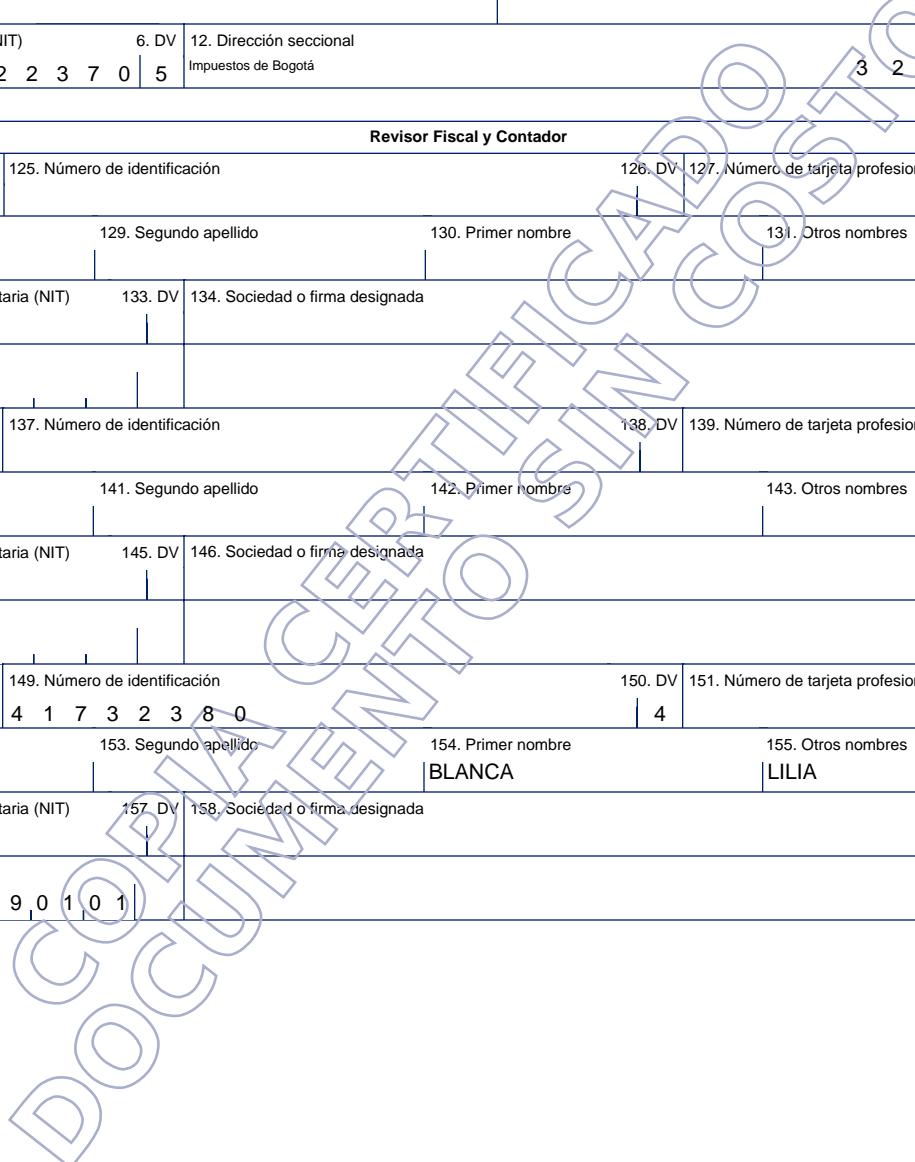 NIT) 6. DV 12. Dirección seccional
2 2 3 7 0 5 Impuestos de Bogotá 3 2
Revisor Fiscal y Contador
125. Número de identificación 126. DV 127. Número de tarjeta profesion
129. Segundo apellido 130. Primer nombre 131. Otros nombres
taria (NIT) 133. DV 134. Sociedad o firma designada
137. Número de identificación 138. DV 139. Número de tarjeta profesion
141. Segundo apellido 142. Primer nombre 143. Otros nombres
taria (NIT) 145. DV 146. Sociedad o firma designada
149. Número de identificación 150. DV 151. Número de tarjeta profesion
4 1 7 3 2 3 8 0 4
153. Segundo apellido 154. Primer nombre 155. Otros nombres
BLANCA LILIA
taria (NIT) 157. DV 158. Sociedad o firma designada
9 0 1 0 1
COPIA CERTIFICADO
DOCUMENTO SIN COSTO